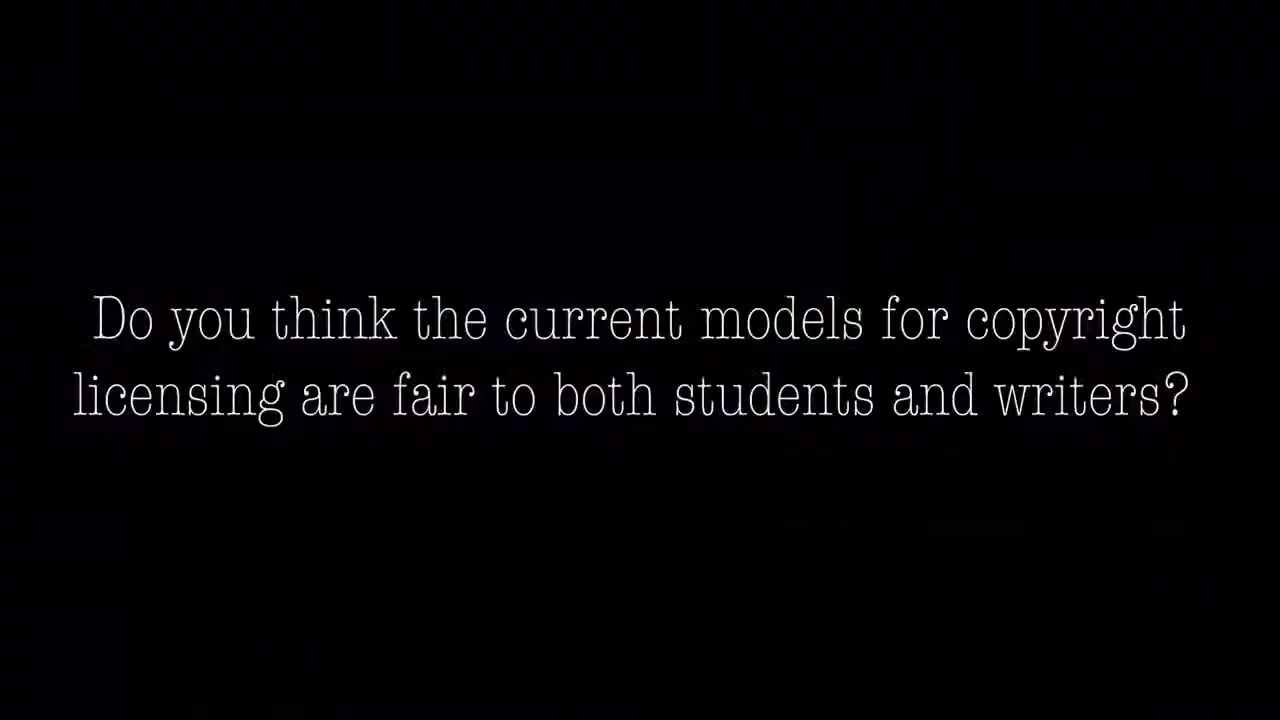 Do you think the current models for copyright
licensing are fair to both students and writers?